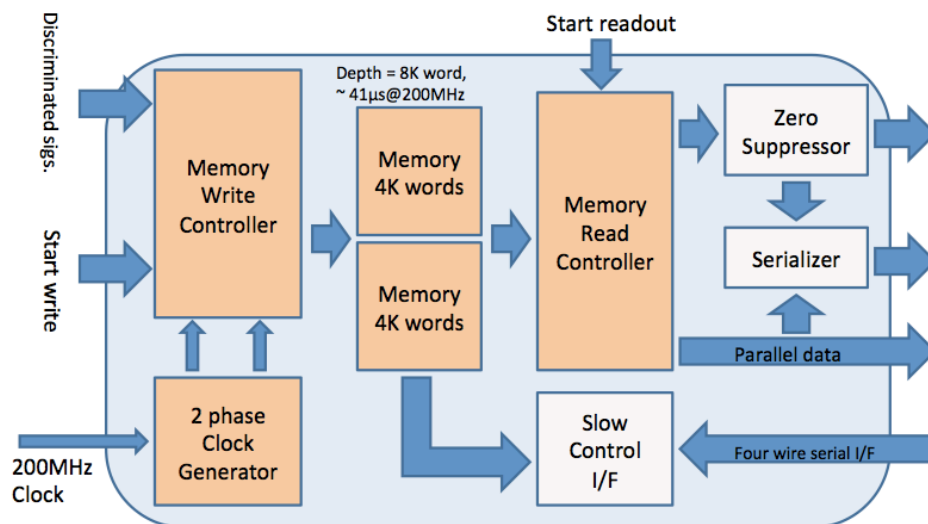 Start readout
Discriminated sigs.
Depth = 8K word,
~ 41μs@200MHz
Memory
Write
Controller
Memory
4K words
Memory
4K words
Memory
Read
Controller
Zero
Suppressor
Serializer
Start write
Parallel data
2 phase
Clock
Generator
Slow
Control
I/F
Four wire serial I/F
200MHz
Clock